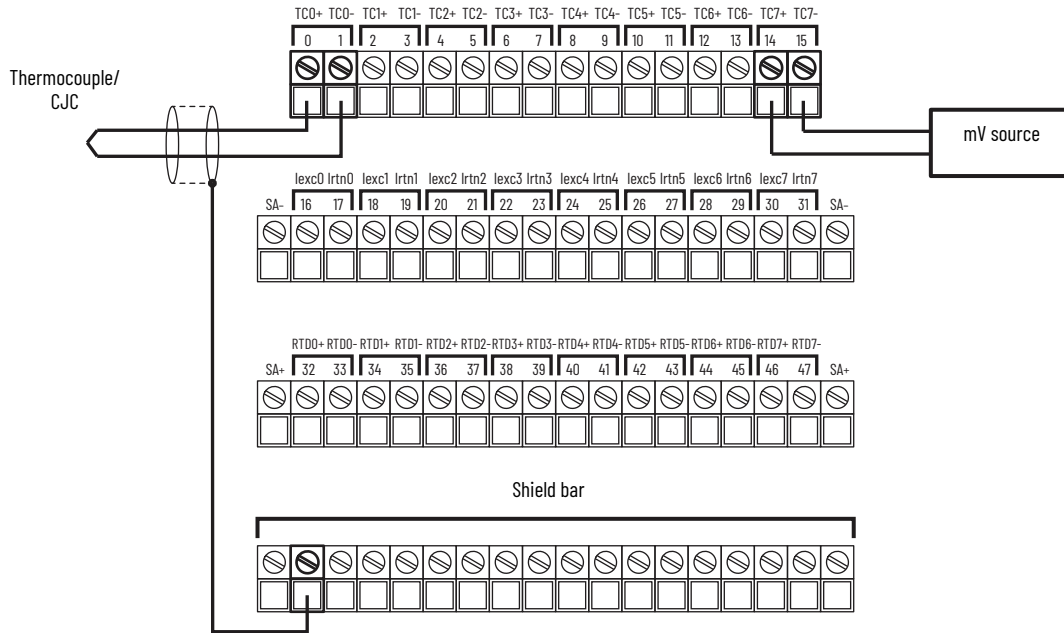 TC0+ TC0- TC1+ TC1- TC2+ TC2- TC3+ TC3- TC4+ TC4- TC5+ TC5- TC6+ TC6- TC7+ TC7-
0 1 2 3 4 5 6 7 8 9 10 11 12 13 14 15
Thermocouple/
CJC
mV source
Iexc0 Irtn0 Iexc1 Irtn1 Iexc2 Irtn2 Iexc3 Irtn3 Iexc4 Irtn4 Iexc5 Irtn5 Iexc6 Irtn6 Iexc7 Irtn7
SA- 16 17 18 19 20 21 22 23 24 25 26 27 28 29 30 31 SA-
RTD0+ RTD0- RTD1+ RTD1- RTD2+ RTD2- RTD3+ RTD3- RTD4+ RTD4- RTD5+ RTD5- RTD6+ RTD6- RTD7+ RTD7-
SA+ 32 33 34 35 36 37 38 39 40 41 42 43 44 45 46 47 SA+
Shield bar